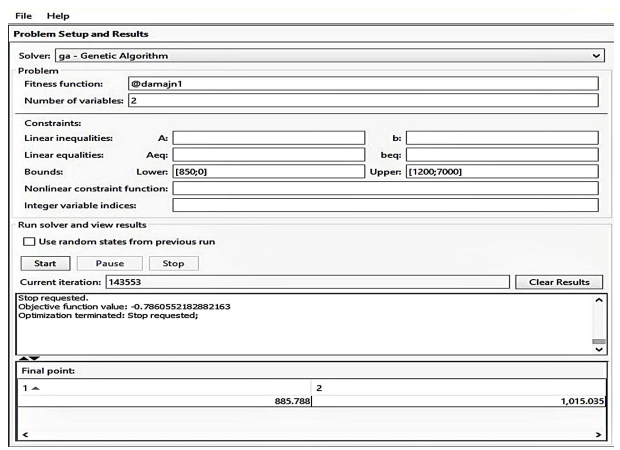 File Help
Problem Setup and Results
Solver: ga - Genetic Algorithm
Problem
Fitness function: @damajn1
Number of variables: 2
Constraints:
Linear inequalities: A: b:
Linear equalities: Aeq: beq:
Bounds: Lower: [850;0] Upper: [1200;7000]
Nonlinear constraint function:
Integer variable indices:
Run solver and view results
Use random states from previous run
Start Pause Stop
Current iteration: 143553 Clear Results
Stop requested.
Objective function value: -0.7860552182882163
Optimization terminated: Stop requested;
Final point:
1 2
885.788 1,015.035